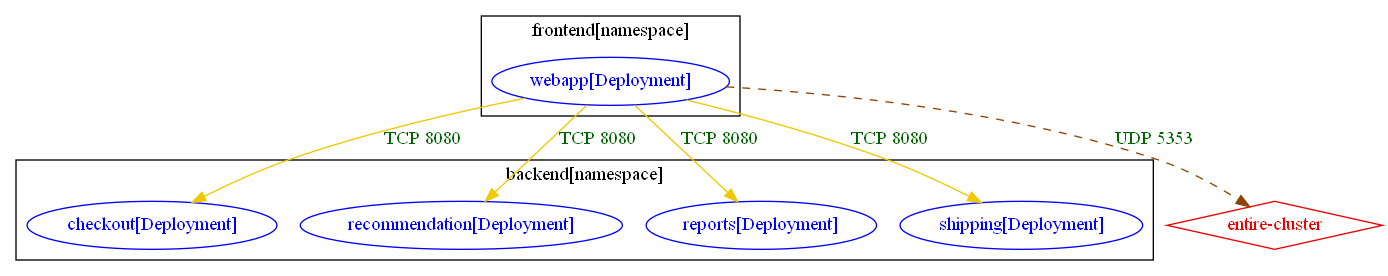 frontend[namespace]
webapp[Deployment]
TCP 8080
TCP 8080
TCP 8080
TCP 8080
UDP 5353
backend[namespace]
checkout[Deployment]
recommendation[Deployment]
reports[Deployment]
shipping[Deployment]
entire-cluster